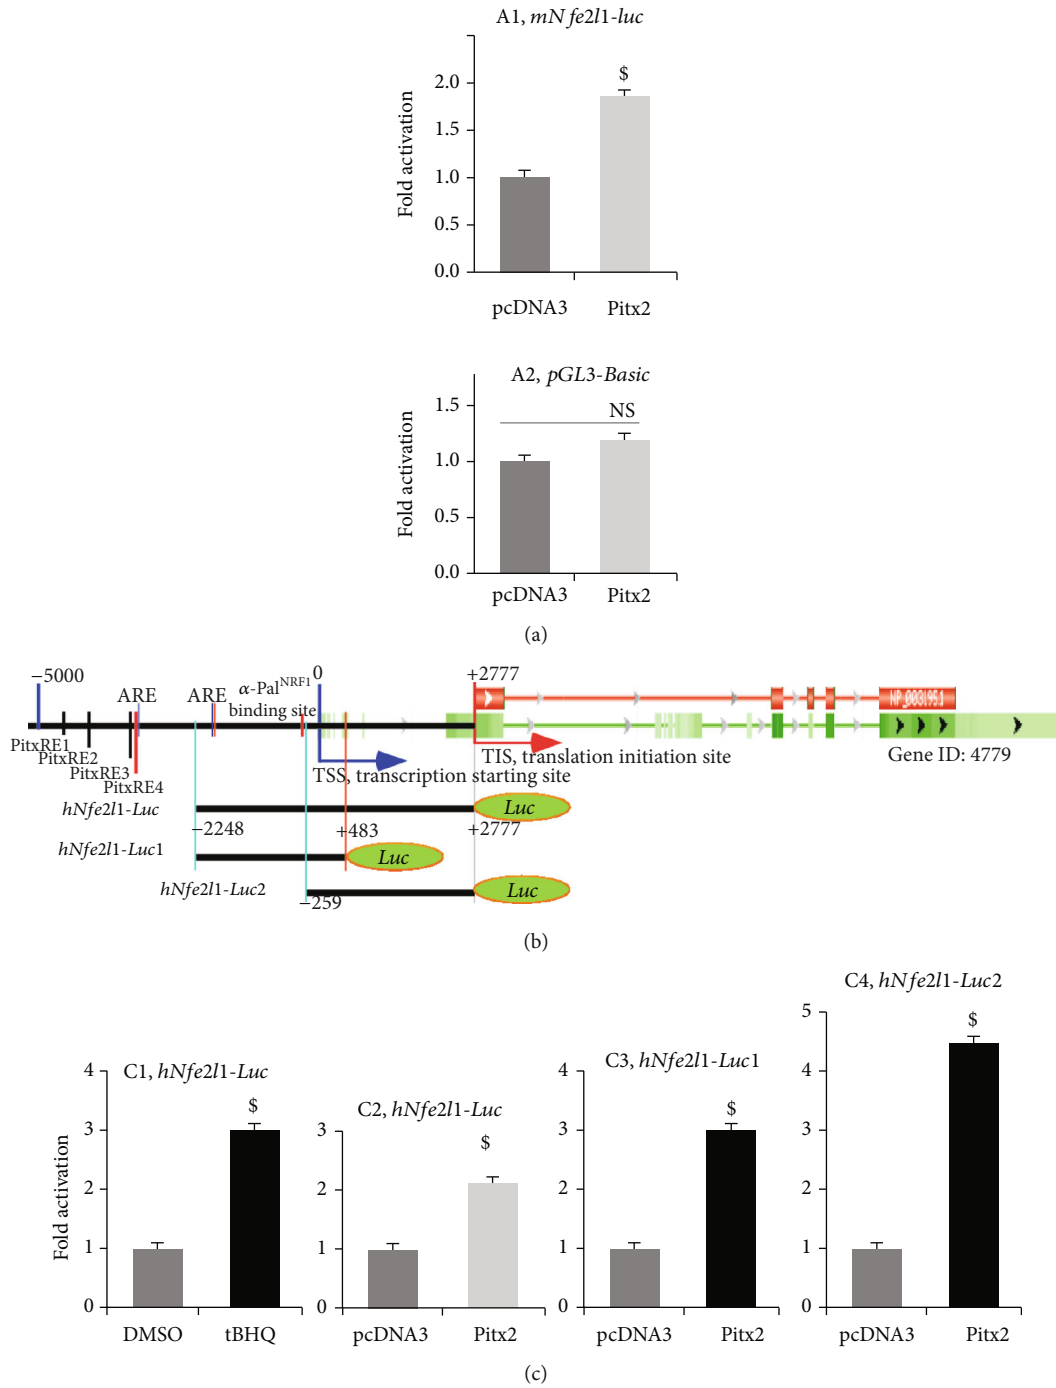 A1, mNfe2l1-luc
Fold activation
2.0
1.5
1.0
0.5
0.0
$
pcDNA3
Pitx2
A2, pGL3-Basic
Fold activation
1.5
1.0
0.5
0.0
NS
pcDNA3
Pitx2
(a)
−5000
ARE
ARE
α-Pal^NRF1
binding site
0
+2777
NP_003195.1
PitxRE1
PitxRE2
PitxRE3
PitxRE4
TSS, transcription starting site
TIS, translation initiation site
Gene ID: 4779
hNfe2l1-Luc
Luc
−2248
+483
+2777
hNfe2l1-Luc1
Luc
hNfe2l1-Luc2
Luc
−259
(b)
C1, hNfe2l1-Luc
Fold activation
4
3
2
1
0
$
DMSO
tBHQ
C2, hNfe2l1-Luc
3
2
1
0
$
pcDNA3
Pitx2
C3, hNfe2l1-Luc1
4
3
2
1
0
$
pcDNA3
Pitx2
C4, hNfe2l1-Luc2
5
4
3
2
1
0
$
pcDNA3
Pitx2
(c)